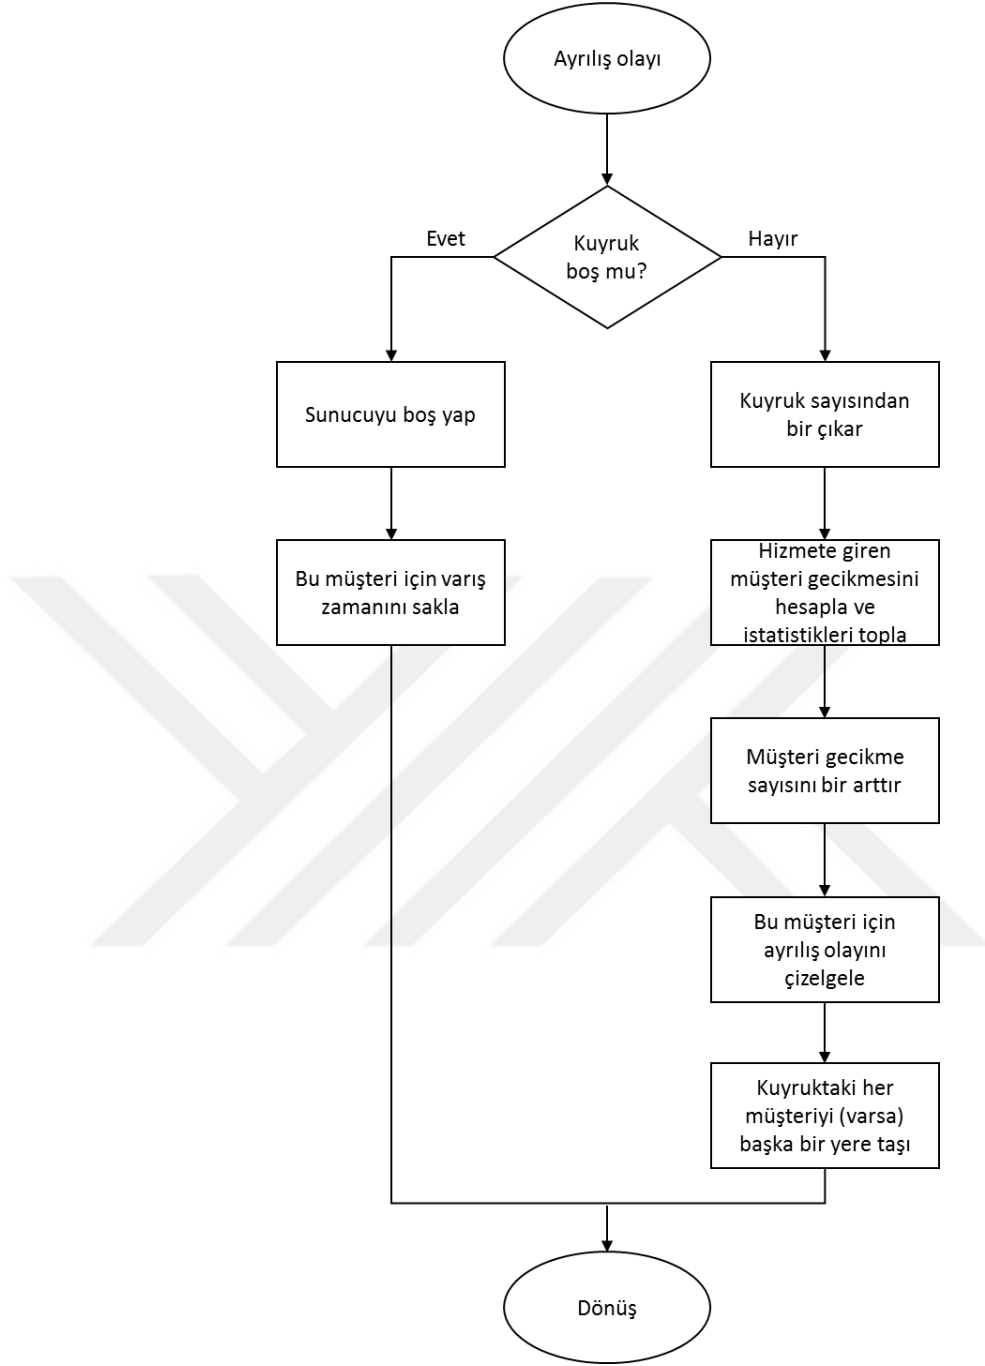 Ayrılış olayı
Evet
Kuyruk
boş mu?
Hayır
Sunucuyu boş yap
Bu müşteri için varış
zamanını sakla
Kuyruk sayısından
bir çıkar
Hizmete giren
müşteri gecikmesini
hesapla ve
istatistikleri topla
Müşteri gecikme
sayısını bir arttır
Bu müşteri için
ayrılış olayını
çizelgele
Kuyruktaki her
müşteriyi (varsa)
başka bir yere taşı
Dönüş